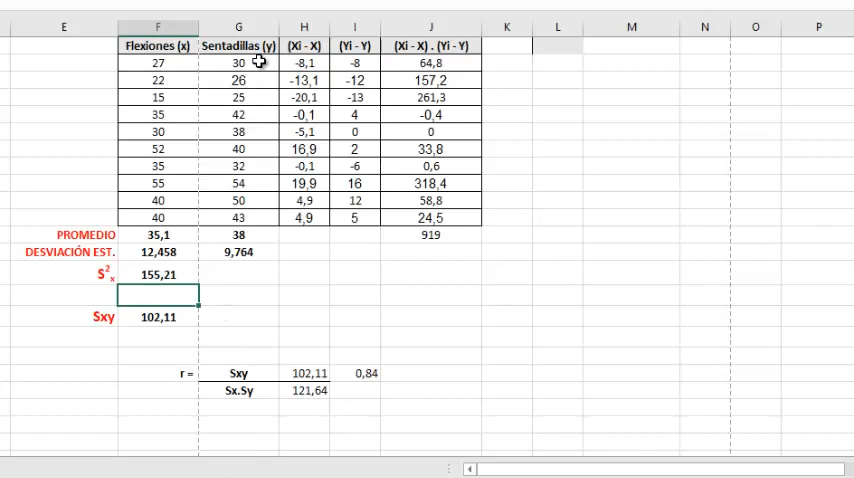 E F G H I J K L M N O P
Flexiones (x) Sentadillas (y) (Xi - X) (Yi - Y) (Xi - X) . (Yi - Y)
27 30 -8,1 -8 64,8
22 26 -13,1 -12 157,2
15 25 -20,1 -13 261,3
35 42 -0,1 4 -0,4
30 38 -5,1 0 0
52 40 16,9 2 33,8
35 32 -0,1 -6 0,6
55 54 19,9 16 318,4
40 50 4,9 12 58,8
40 43 4,9 5 24,5
PROMEDIO 35,1 38 919
DESVIACIÓN EST. 12,458 9,764
S²ₓ 155,21
Sxy 102,11
r = Sxy 102,11 0,84
Sx.Sy 121,64